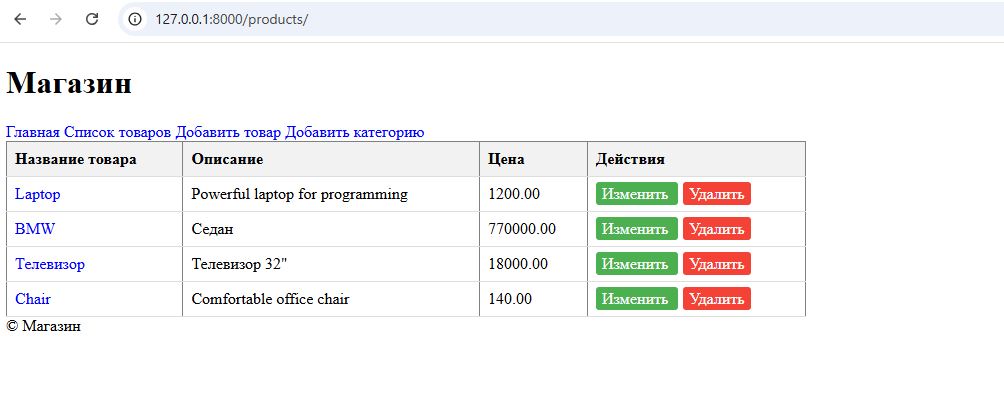 127.0.0.1:8000/products/
Магазин
Главная Список товаров Добавить товар Добавить категорию
Название товара Описание Цена Действия
Laptop Powerful laptop for programming 1200.00 Изменить Удалить
BMW Седан 770000.00 Изменить Удалить
Телевизор Телевизор 32" 18000.00 Изменить Удалить
Chair Comfortable office chair 140.00 Изменить Удалить
© Магазин